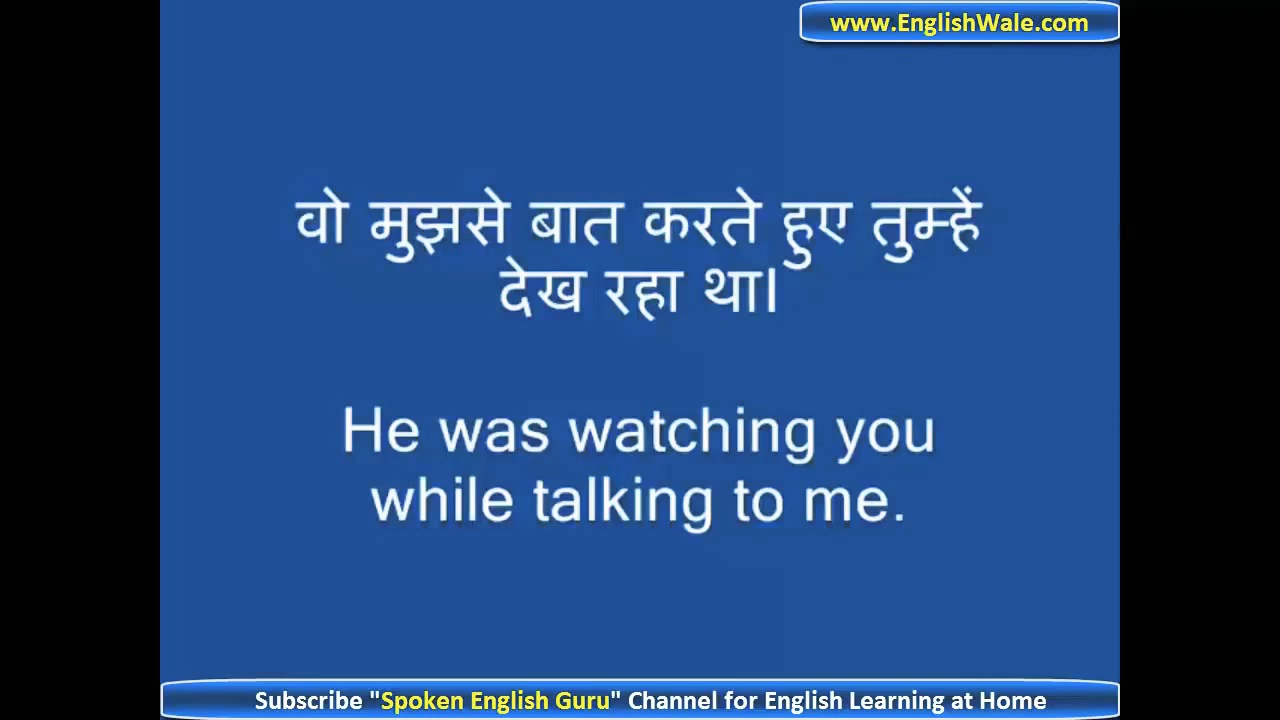 www.EnglishWale.com
वो मुझसे बात करते हुए तुम्हें
देख रहा था।
He was watching you
while talking to me.
Subscribe "Spoken English Guru" Channel for English Learning at Home